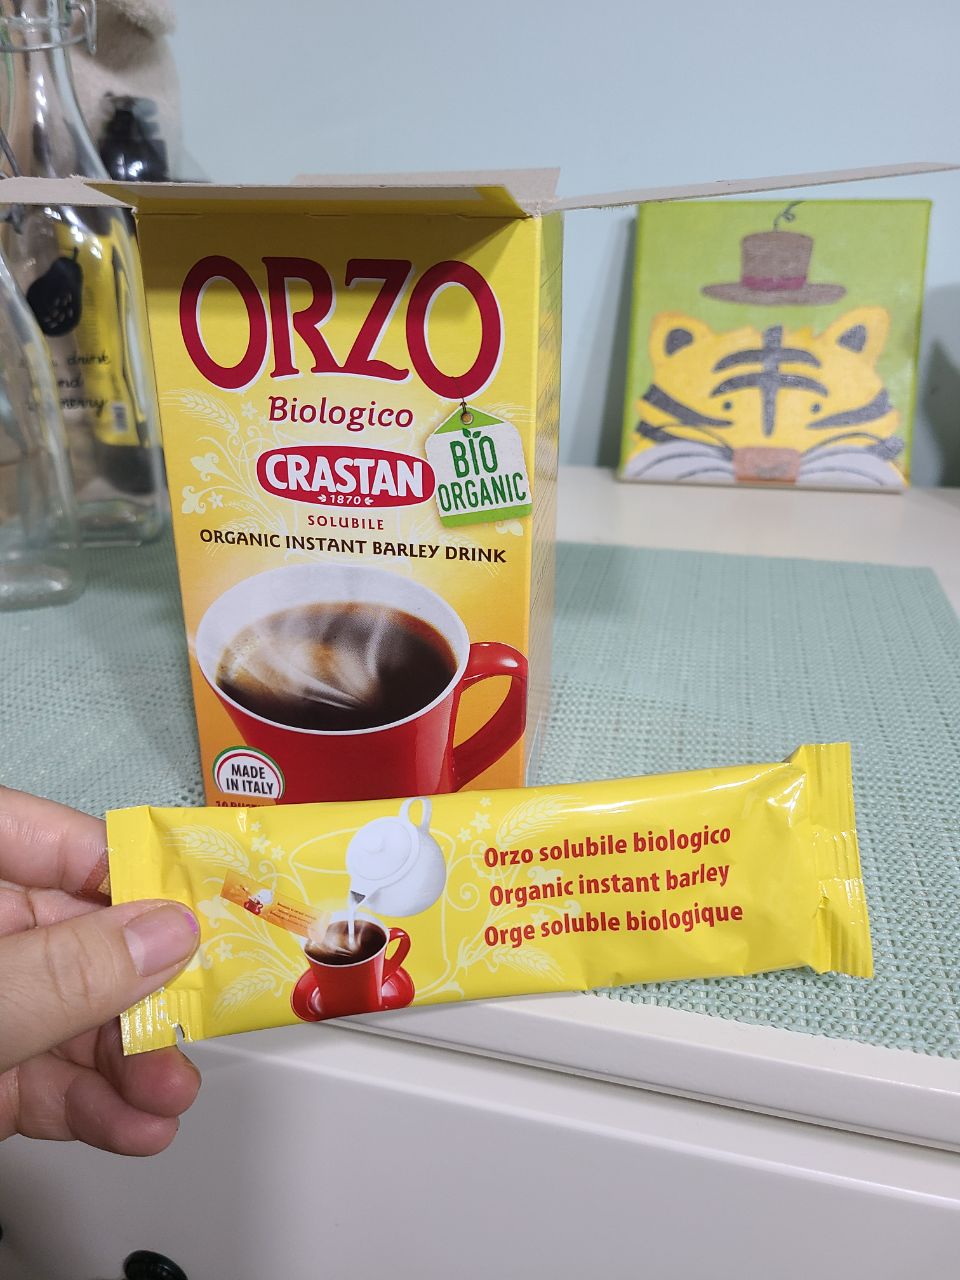 ORZO
Biologico
CRASTAN
1870
BIO
ORGANIC
SOLUBILE
ORGANIC INSTANT BARLEY DRINK
MADE
IN ITALY
Orzo solubile biologico
Organic instant barley
Orge soluble biologique
drink